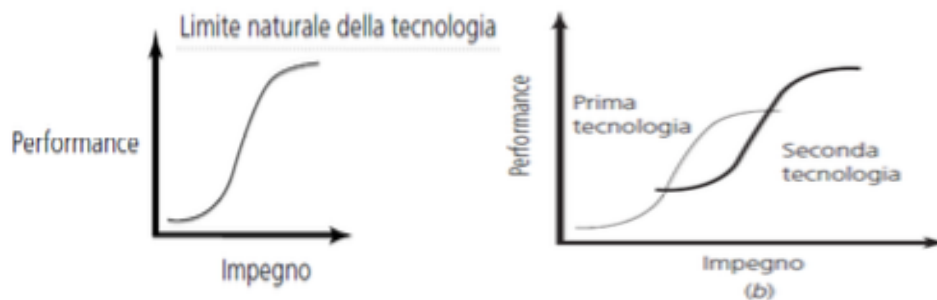 Limite naturale della tecnologia
Performance
Impegno
Performance
Prima
tecnologia
Seconda
tecnologia
Impegno
(b)